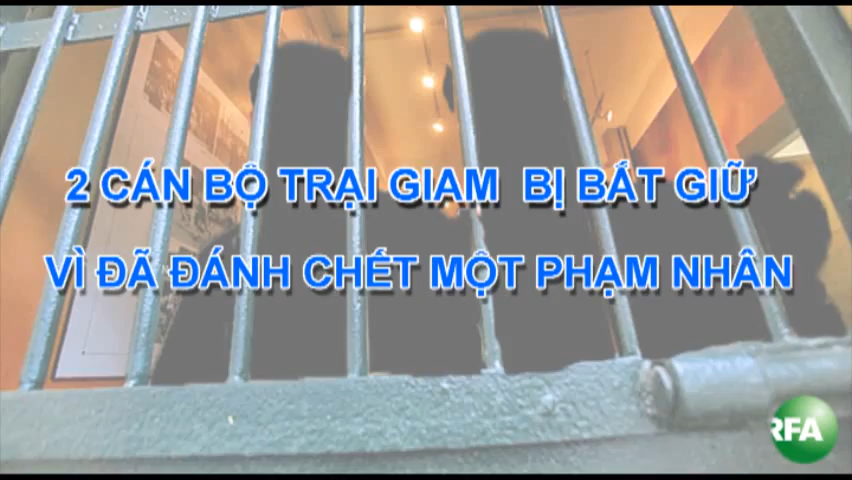 2 CÁN BỘ TRẠI GIAM BỊ BẮT GIỮ
VÌ ĐÃ ĐÁNH CHẾT MỘT PHẠM NHÂN
RFA